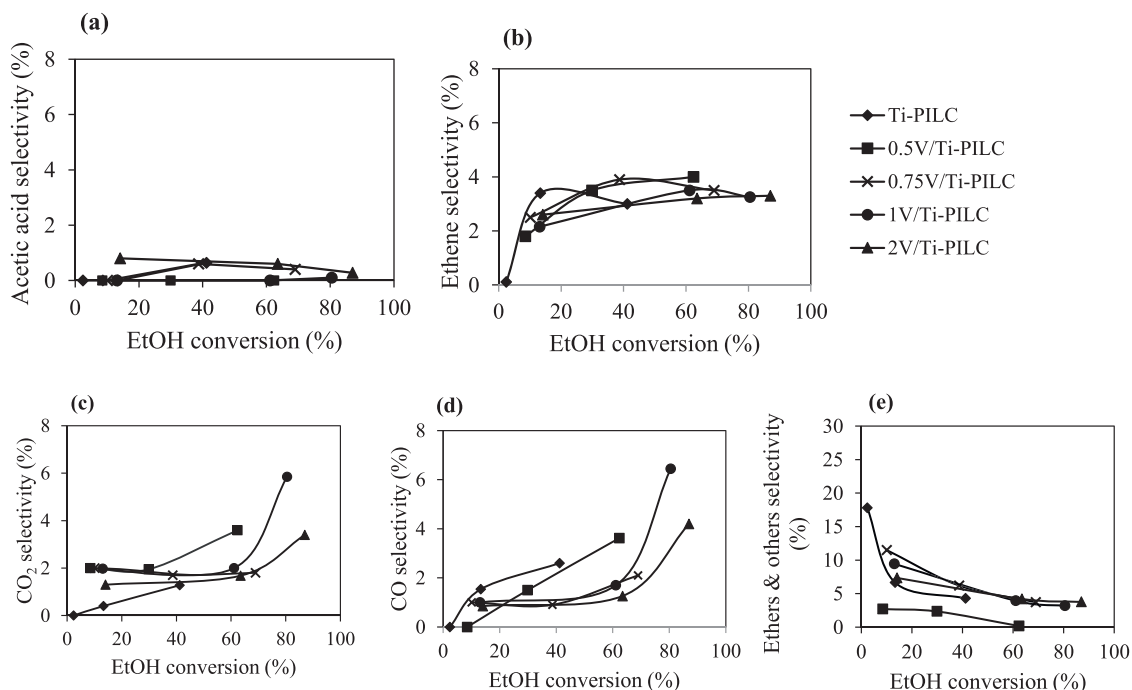 (a)
Acetic acid selectivity (%)
8
6
4
2
0
0 20 40 60 80 100
EtOH conversion (%)
(b)
Ethene selectivity (%)
8
6
4
2
0
0 20 40 60 80 100
EtOH conversion (%)
Ti-PILC
0.5V/Ti-PILC
0.75V/Ti-PILC
1V/Ti-PILC
2V/Ti-PILC
(c)
CO₂ selectivity (%)
8
6
4
2
0
0 20 40 60 80 100
EtOH conversion (%)
(d)
CO selectivity (%)
8
6
4
2
0
0 20 40 60 80 100
EtOH conversion (%)
(e)
Ethers & others selectivity
(%)
30
25
20
15
10
5
0
0 20 40 60 80 100
EtOH conversion (%)